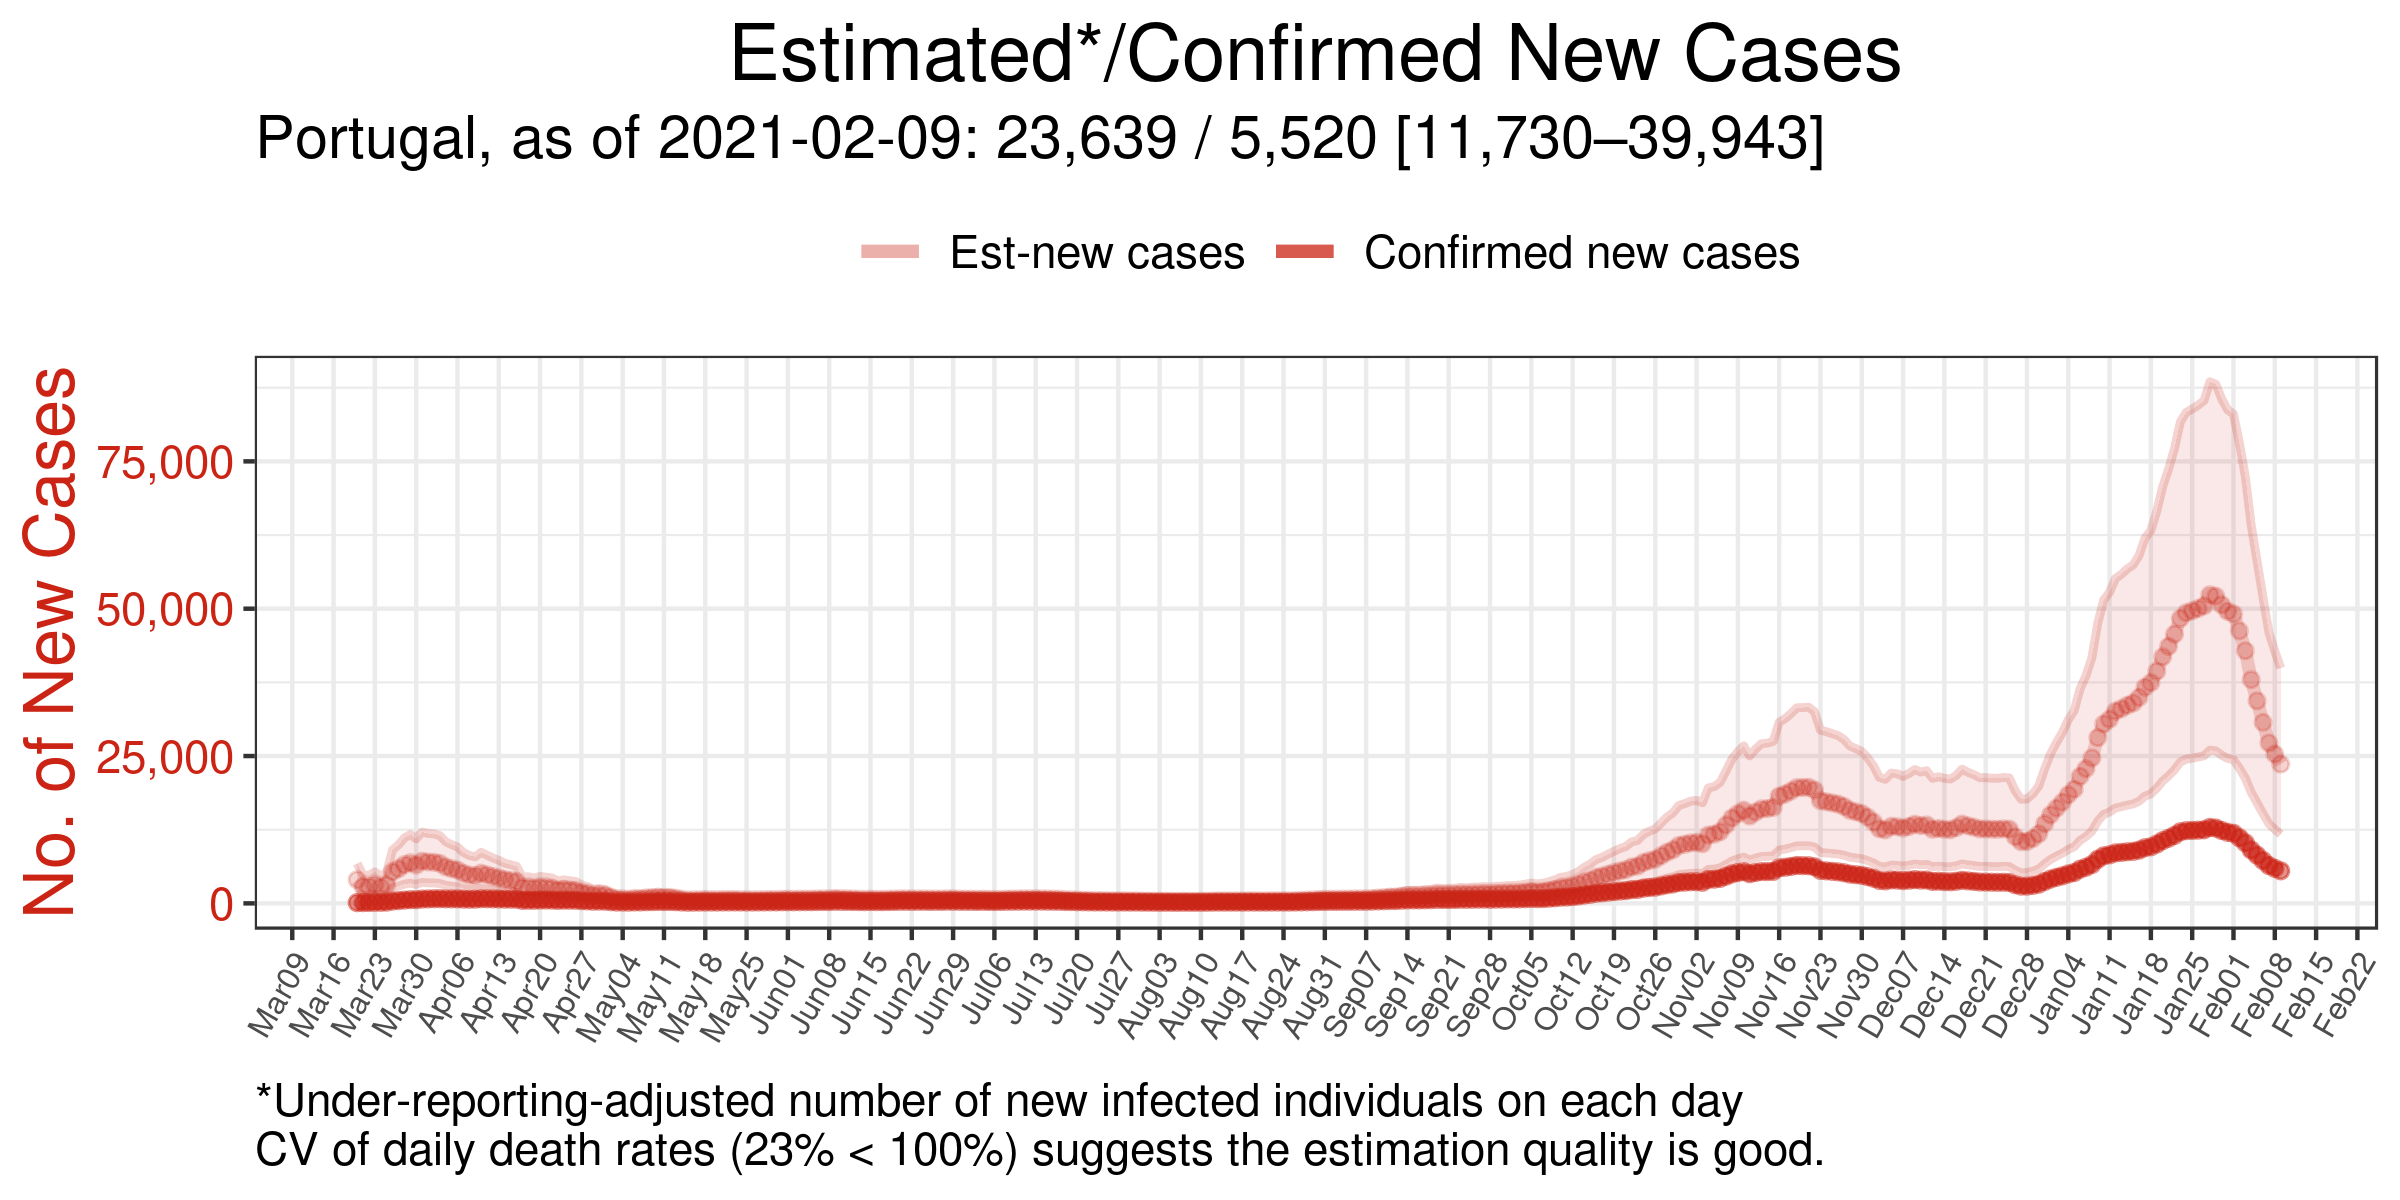 Estimated*/Confirmed New Cases
Portugal, as of 2021-02-09: 23,639 / 5,520 [11,730–39,943]
Est-new cases Confirmed new cases
No. of New Cases
75,000
50,000
25,000
0
Mar09 Mar16 Mar23 Mar30 Apr06 Apr13 Apr20 Apr27 May04 May11 May18 May25 Jun01 Jun08 Jun15 Jun22 Jun29 Jul06 Jul13 Jul20 Jul27 Aug03 Aug10 Aug17 Aug24 Aug31 Sep07 Sep14 Sep21 Sep28 Oct05 Oct12 Oct19 Oct26 Nov02 Nov09 Nov16 Nov23 Nov30 Dec07 Dec14 Dec21 Dec28 Jan04 Jan11 Jan18 Jan25 Feb01 Feb08 Feb15 Feb22
*Under-reporting-adjusted number of new infected individuals on each day
CV of daily death rates (23% < 100%) suggests the estimation quality is good.